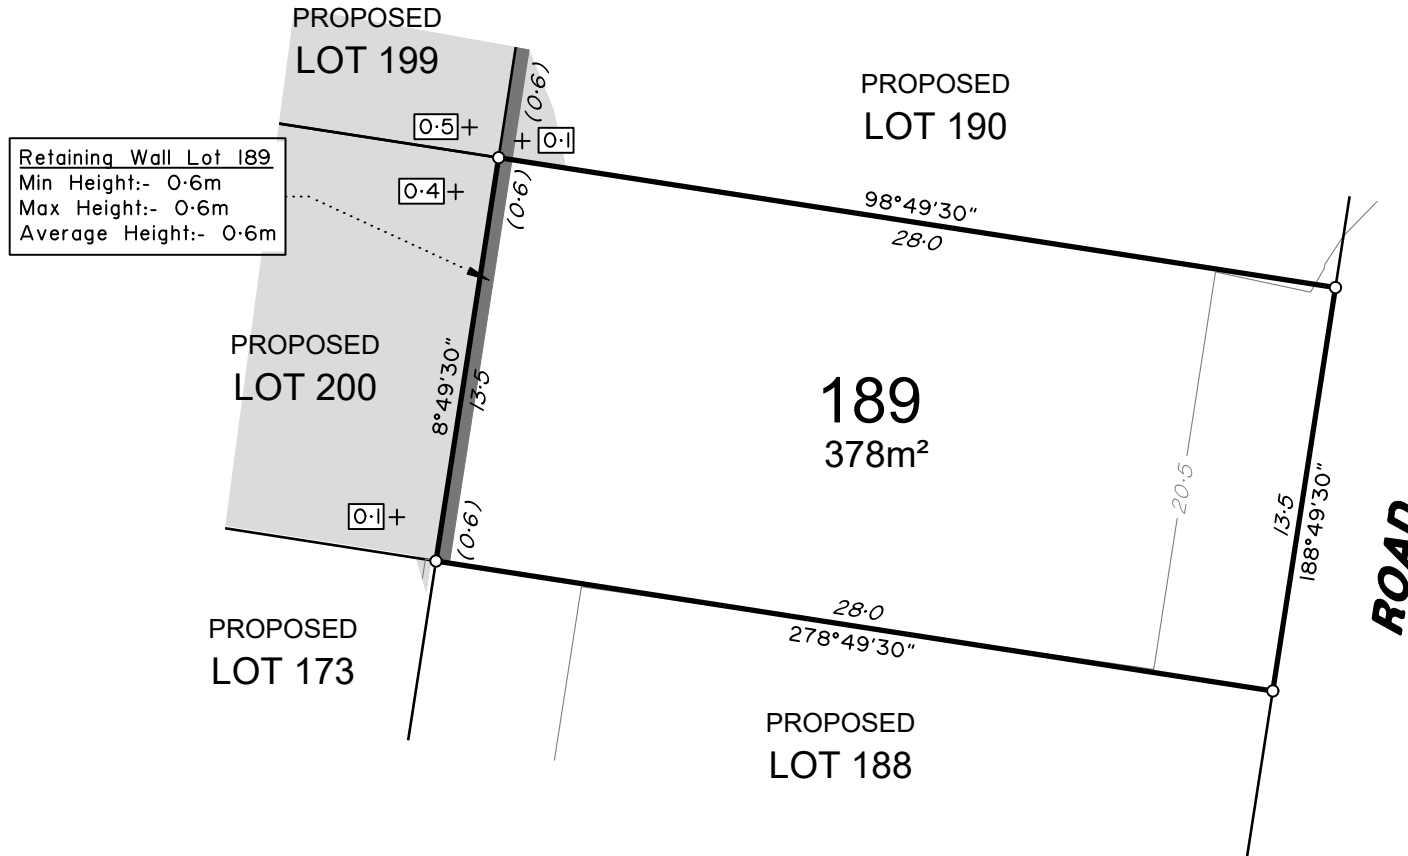 PROPOSED
LOT 199
(0·6)
PROPOSED
LOT 190
0·5
0·1
Retaining Wall Lot 189
Min Height:- 0·6m
Max Height:- 0·6m
Average Height:- 0·6m
0·4
(0·6)
98°49'30"
28·0
PROPOSED
LOT 200
8°49'30"
13·5
189
378m²
20·5
13·5
188°49'30"
ROAD
0·1
(0·6)
28·0
278°49'30"
PROPOSED
LOT 173
PROPOSED
LOT 188